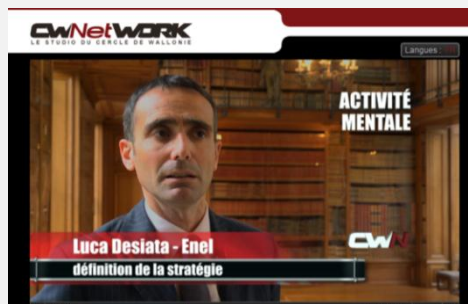 CWNetWORK
LE STUDIO DU CERCLE DE WALLONIE
Langues :
ACTIVITÉ
MENTALE
CWN
Luca Desiata - Enel
définition de la stratégie